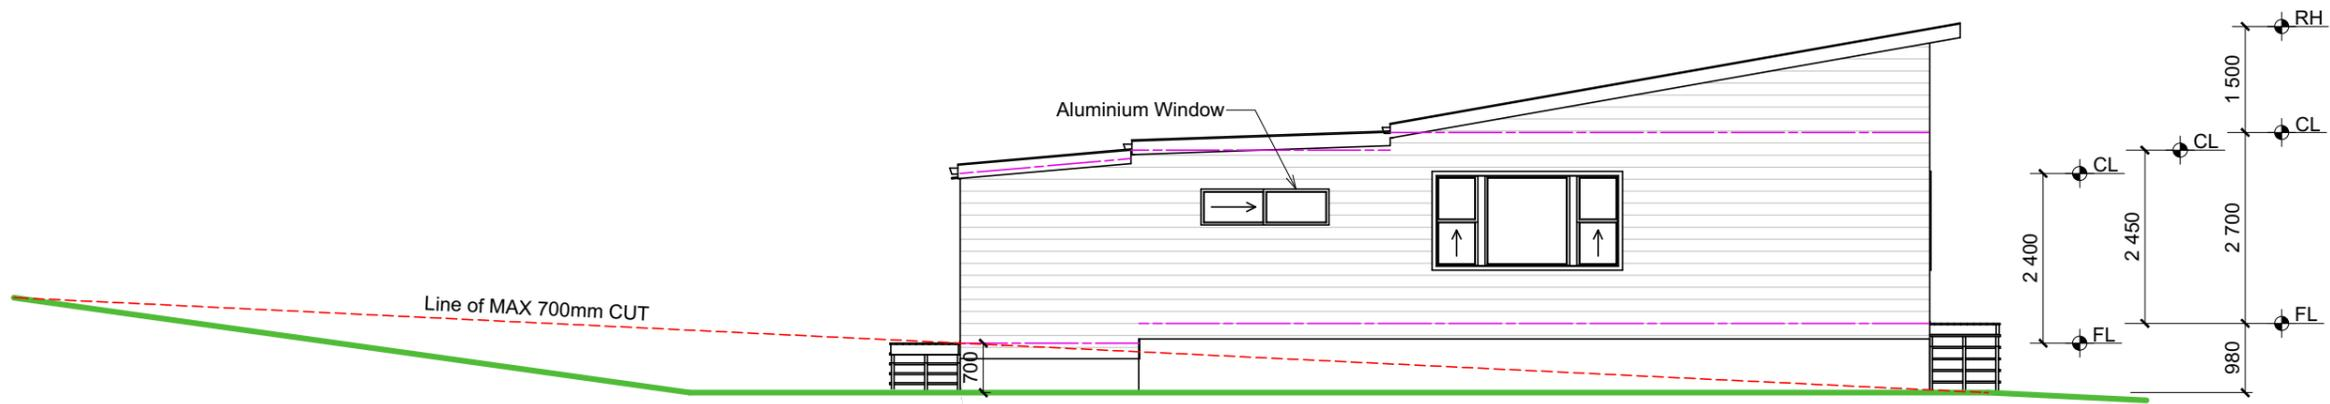 RH
1 500
Aluminium Window
CL
CL
CL
2 700
2 450
2 400
Line of MAX 700mm CUT
FL
FL
700
980